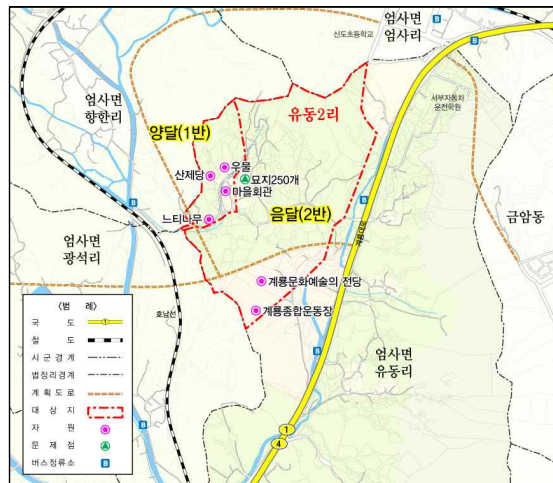 엄사면
엄사리
신도초등학교
B
엄사면
향한리
양달(1반)
유동2리
서부자동차
운전학원
산제당
우물
묘지250개
마을회관
음달(2반)
느티나무
B
B
계룡대로
금암동
엄사면
광석리
계룡문화예술의 전당
호남선
계룡종합운동장
B
엄사면
유동리
B
1
4
〈범 례〉
국 도 1
철 도
시군경계
법정리경계
계획도로
대 상 지
자 원
문 제 점
버스정류소 B